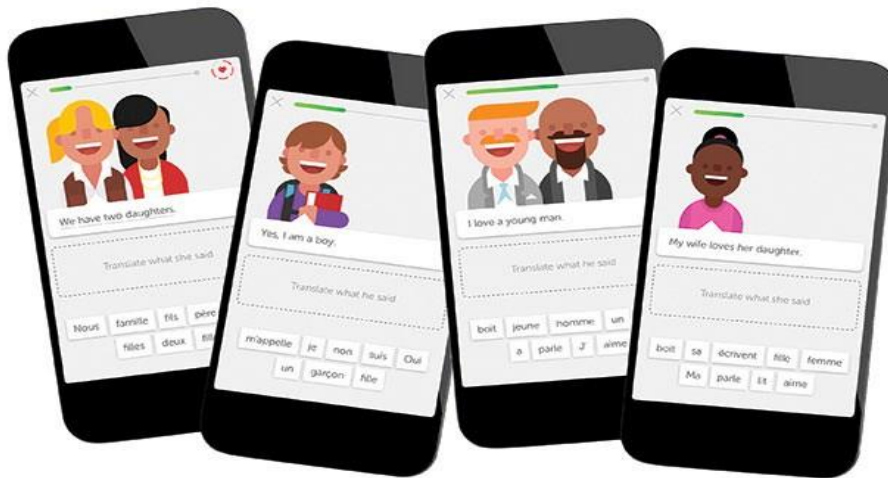 We have two daughters.
Translate what she said
Nous famille fils père
filles deux
Yes, I am a boy.
Translate what he said
m'appelle je non suis Oui
un garçon fille
I love a young man.
Translate what he said
boit jeune homme un
a parle J' aime
My wife loves her daughter.
Translate what she said
boit sa écrivent fille femme
Ma parle lit aime